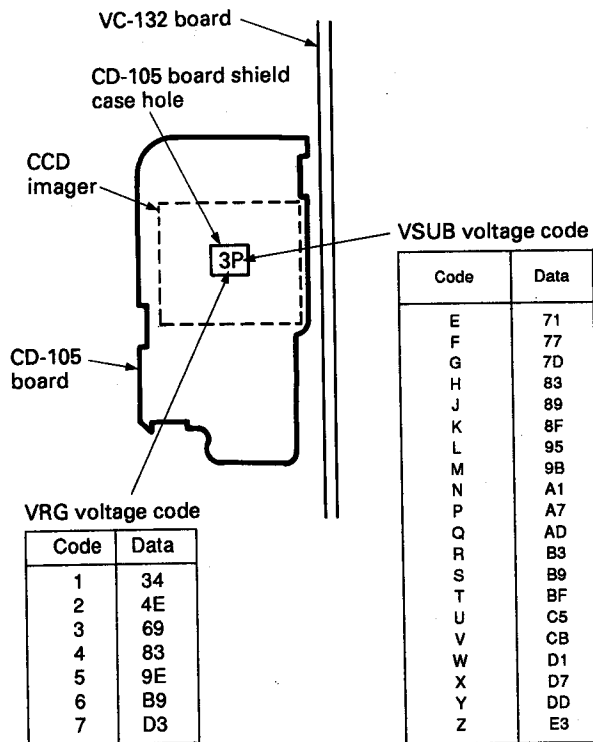 VC-132 board
CD-105 board shield
case hole
CCD
imager
3P
VSUB voltage code
Code Data
E 71
F 77
G 7D
H 83
J 89
K 8F
L 95
M 9B
N A1
P A7
Q AD
R B3
S B9
T BF
U C5
V CB
W D1
X D7
Y DD
Z E3
CD-105
board
VRG voltage code
Code Data
1 34
2 4E
3 69
4 83
5 9E
6 B9
7 D3